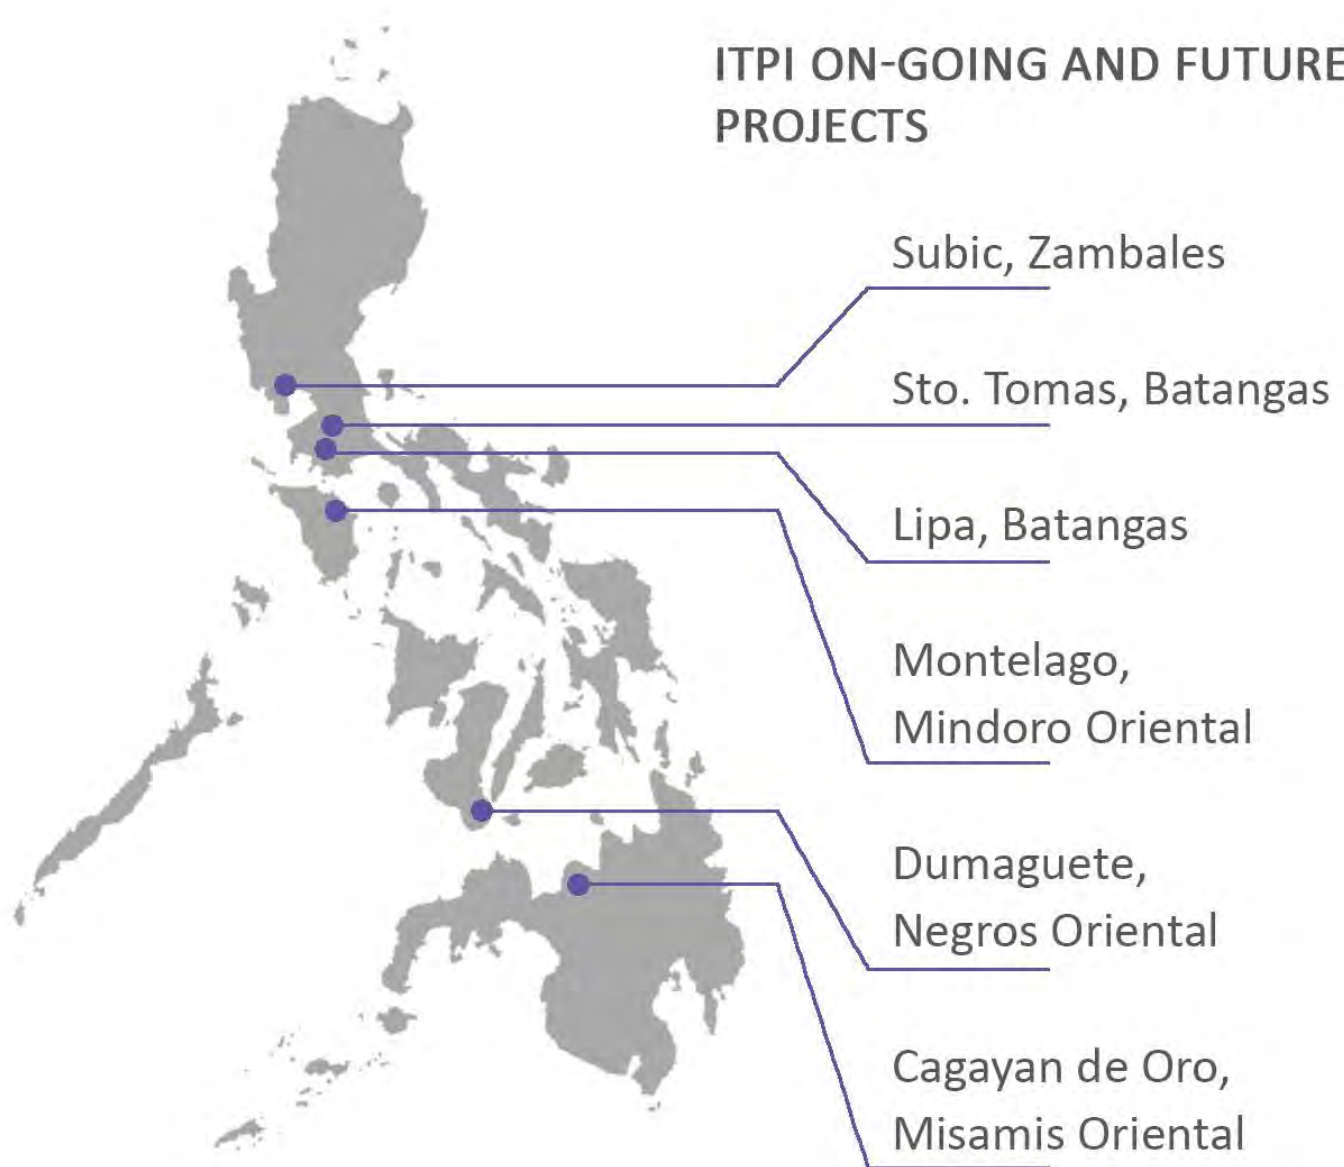 ITPI ON-GOING AND FUTURE
PROJECTS
Subic, Zambales
Sto. Tomas, Batangas
Lipa, Batangas
Montelago,
Mindoro Oriental
Dumaguete,
Negros Oriental
Cagayan de Oro,
Misamis Oriental